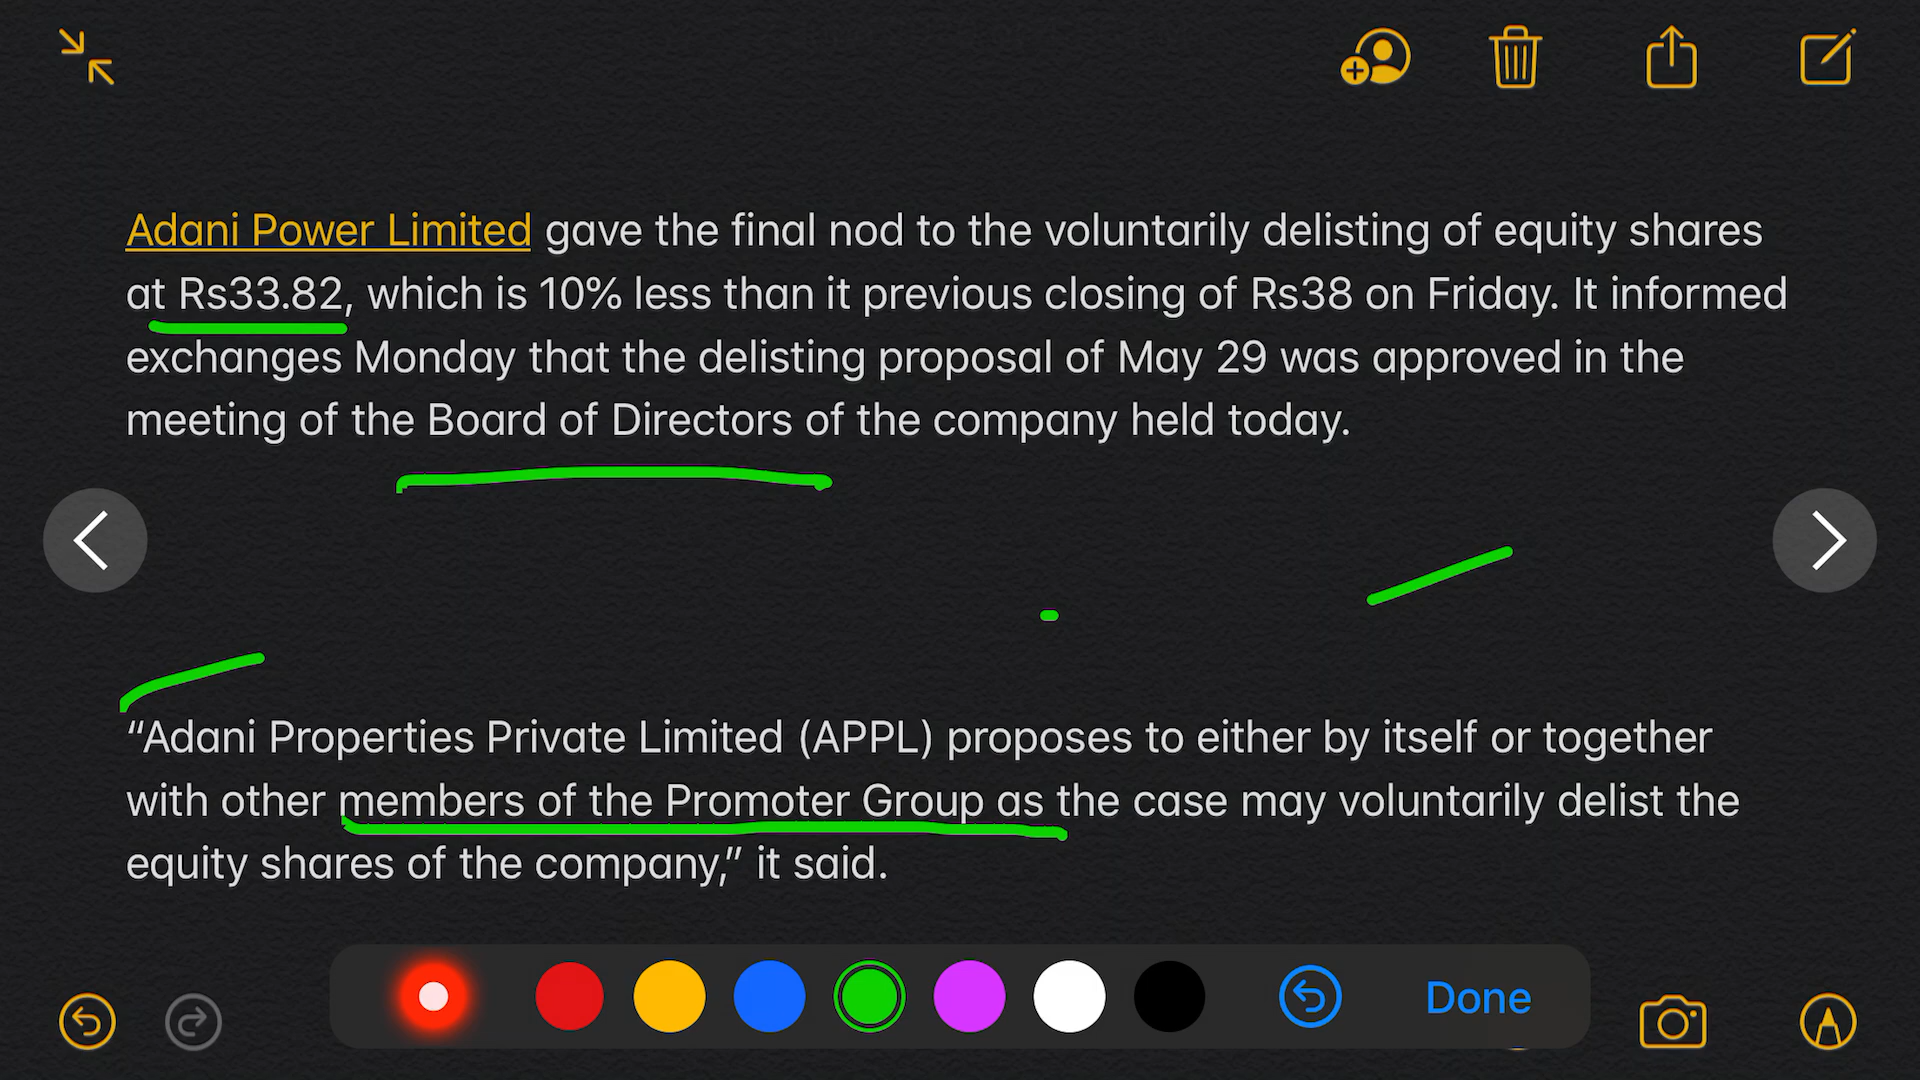 Adani Power Limited gave the final nod to the voluntarily delisting of equity shares
at Rs33.82, which is 10% less than it previous closing of Rs38 on Friday. It informed
exchanges Monday that the delisting proposal of May 29 was approved in the
meeting of the Board of Directors of the company held today.
“Adani Properties Private Limited (APPL) proposes to either by itself or together
with other members of the Promoter Group as the case may voluntarily delist the
equity shares of the company,” it said.
Done